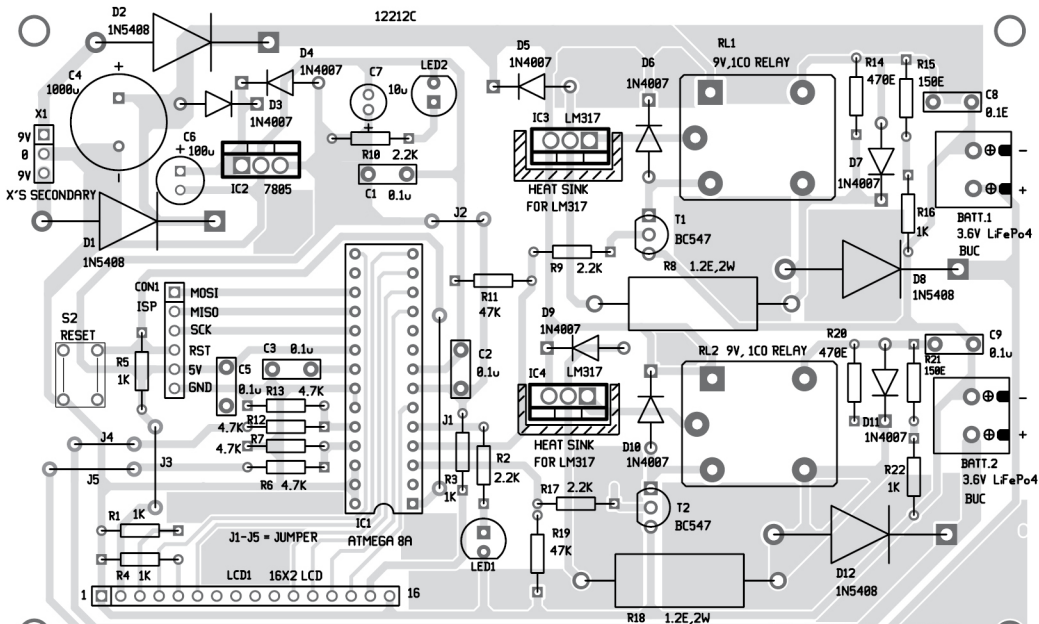 12212C
D2
1N5408
C4
1000u
+
D4
1N4007
D3
1N4007
C7
10u
+
LED2
X1
9V
0
9V
X'S SECONDARY
C6
+ 100u
IC2 7805
R10 2.2K
C1 0.1u
J2
D1
1N5408
D5
1N4007
IC3 LM317
HEAT SINK
FOR LM317
D6
1N4007
RL1
9V,1CO RELAY
R14
470E
R15
150E
C8
0.1E
D7
1N4007
R16
1K
-
+
BATT.1
3.6V LiFePo4
BUC
T1
BC547
R9 2.2K
R8 1.2E,2W
D8
1N5408
CON1
ISP
MOSI
MISO
SCK
RST
5V
GND
S2
RESET
R5
1K
C5
0.1u
C3 0.1u
R13 4.7K
R12
4.7K
R7
4.7K
R6 4.7K
R11
47K
C2
0.1u
J1
R3
1K
R2
2.2K
D9
1N4007
IC4 LM317
HEAT SINK
FOR LM317
D10
1N4007
RL2 9V, 1CO RELAY
R20
470E
R21
150E
C9
0.1u
D11
1N4007
R22
1K
-
+
BATT.2
3.6V LiFePo4
BUC
J4
J5
J3
R1 1K
R4 1K
J1-J5 = JUMPER
IC1
ATMEGA 8A
LED1
R17 2.2K
R19
47K
T2
BC547
R18 1.2E,2W
D12
1N5408
1 LCD1 16X2 LCD 16